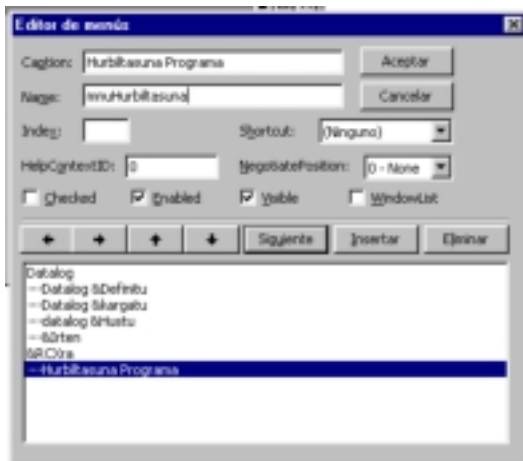 Editor de menús
Caption: Hurbiltasuna Programa Aceptar
Name: mnuHurbiltasuna Cancelar
Index: Shortcut: (Ninguno)
HelpContextID: 0 NegotiatePosition: 0 - None
Checked Enabled Visible WindowList
Siguiente Insertar Eliminar
Datalog
---Datalog &Definitu
---Datalog &kargatu
---datalog &Hustu
---&Irten
&RCXra
---Hurbiltasuna Programa